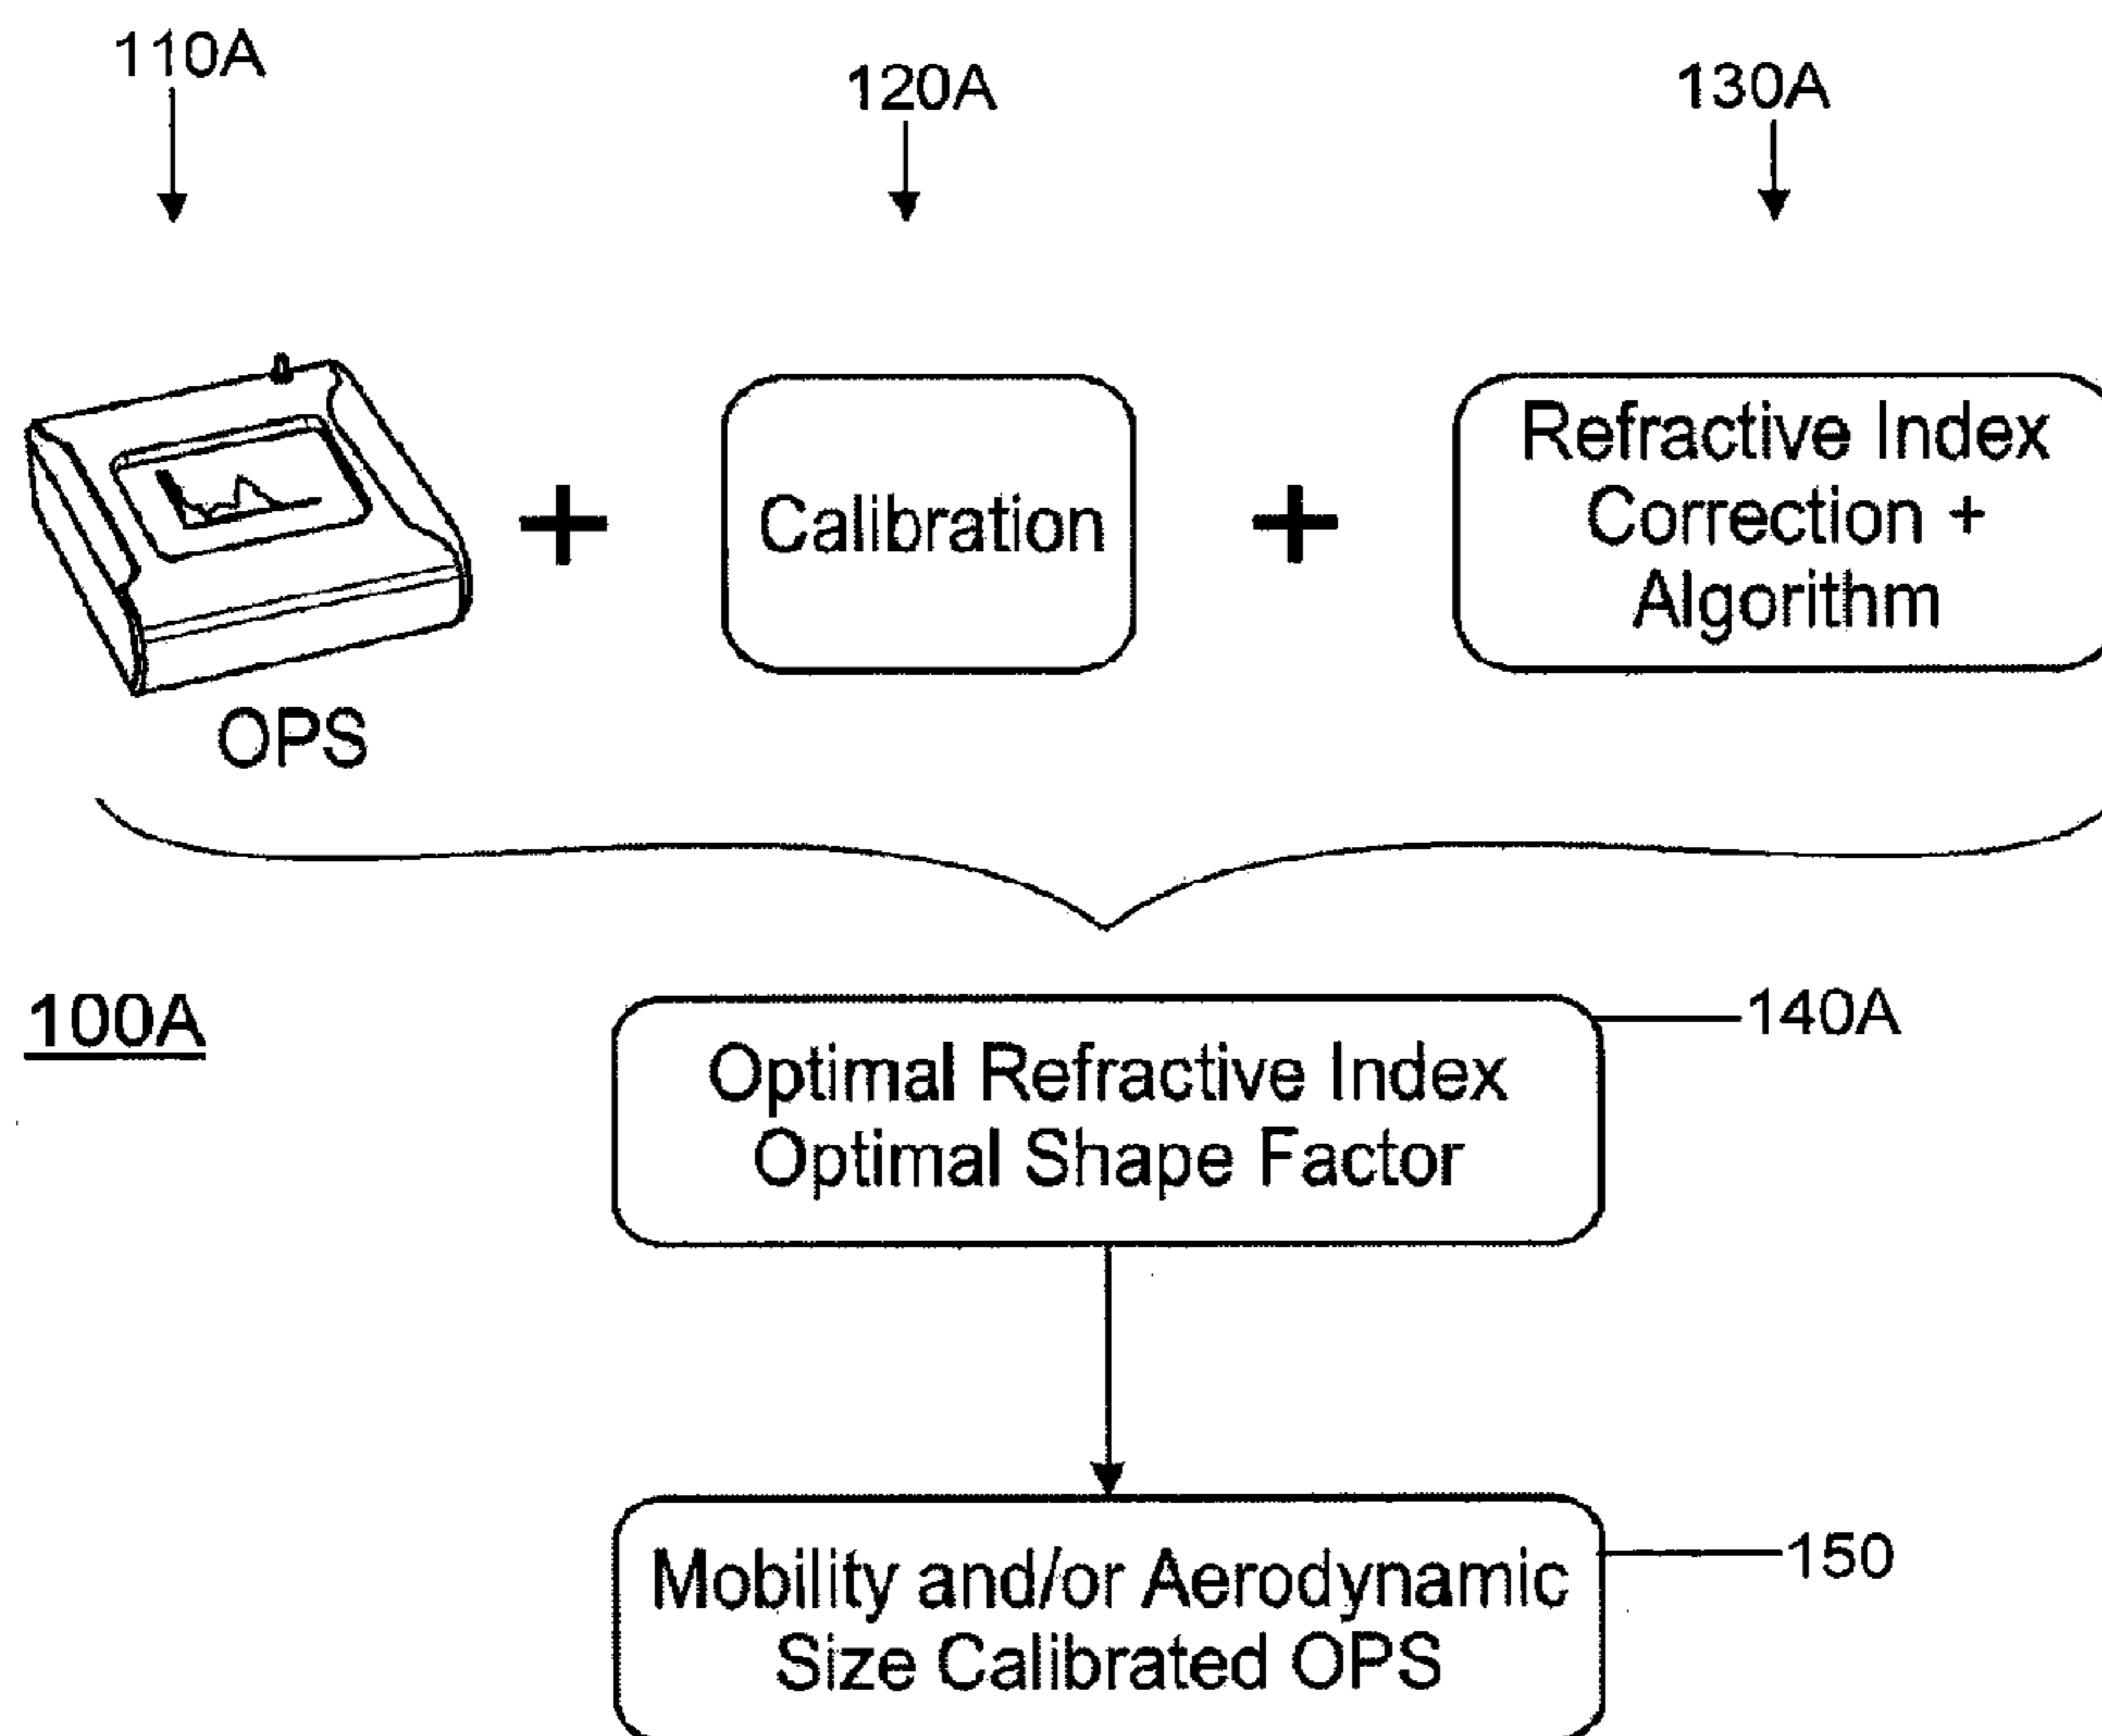 110A
120A
130A
Refractive Index
Correction +
Algorithm
+
Calibration
+
OPS
100A
140A
Optimal Refractive Index
Optimal Shape Factor
150
Mobility and/or Aerodynamic
Size Calibrated OPS